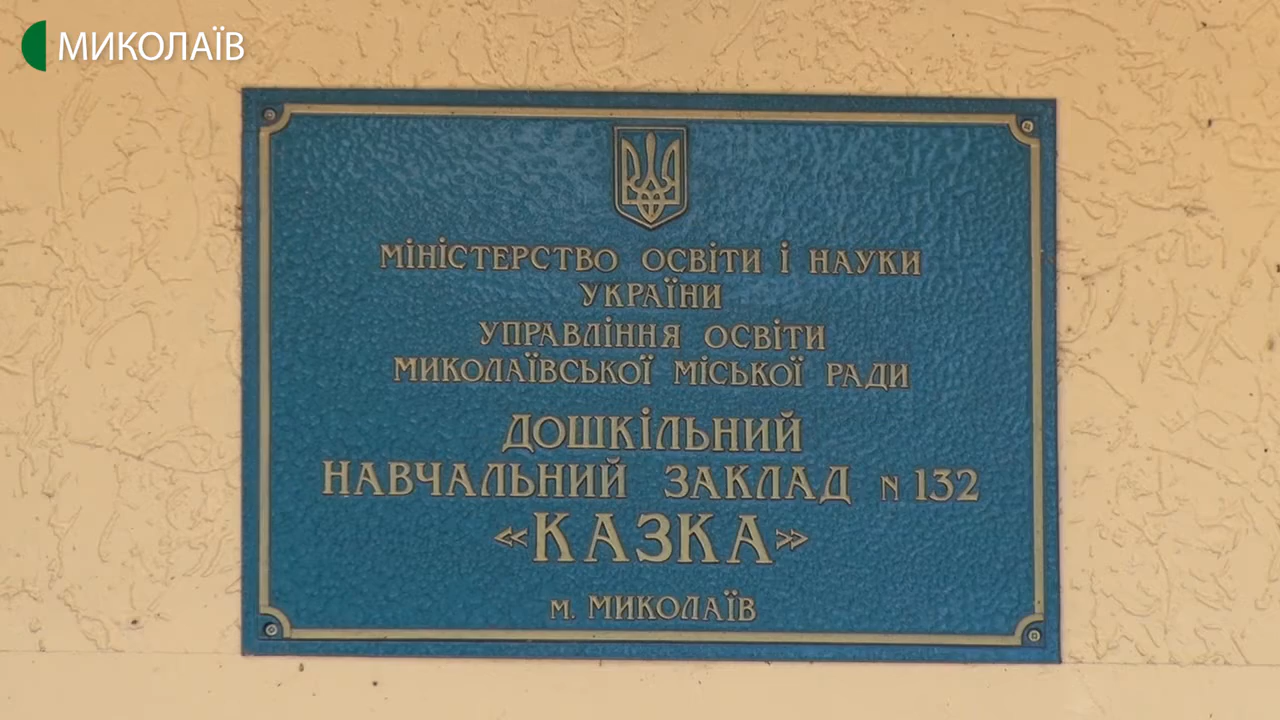 МИКОЛАЇВ
МІНІСТЕРСТВО ОСВІТИ І НАУКИ
УКРАЇНИ
УПРАВЛІННЯ ОСВІТИ
МИКОЛАЇВСЬКОЇ МІСЬКОЇ РАДИ
ДОШКІЛЬНИЙ
НАВЧАЛЬНИЙ ЗАКЛАД N 132
«КАЗКА»
м. МИКОЛАЇВ